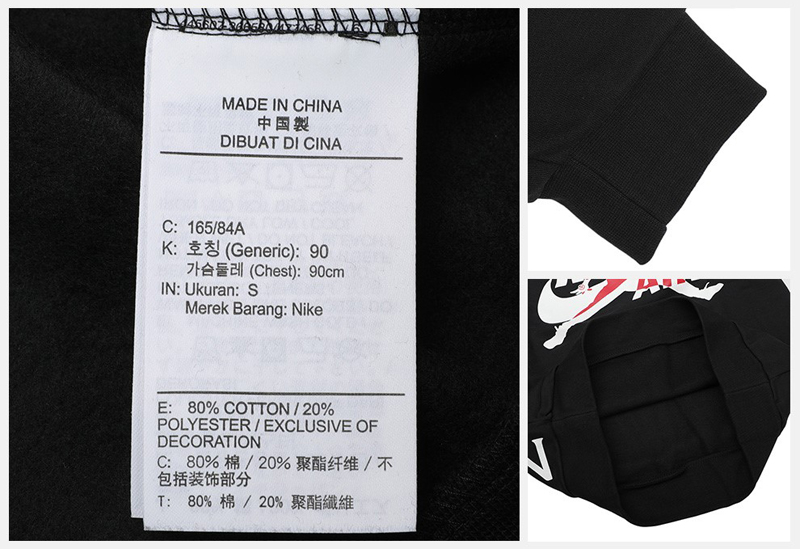 MADE IN CHINA
中国製
DIBUAT DI CINA
C: 165/84A
K: 호칭 (Generic): 90
가슴둘레 (Chest): 90cm
IN: Ukuran: S
Merek Barang: Nike
E: 80% COTTON / 20%
POLYESTER / EXCLUSIVE OF
DECORATION
C: 80% 棉 / 20% 聚酯纤维 / 不
包括装饰部分
T: 80% 棉 / 20% 聚酯纖維